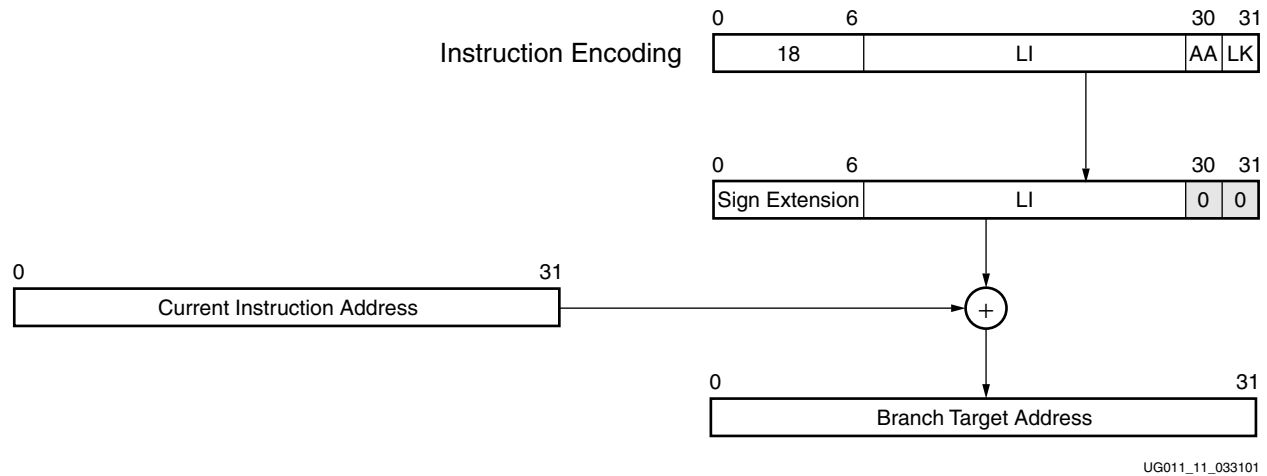 0 6 30 31
Instruction Encoding 18 LI AA LK
0 6 30 31
Sign Extension LI 0 0
0 31
Current Instruction Address +
0 31
Branch Target Address
UG011_11_033101